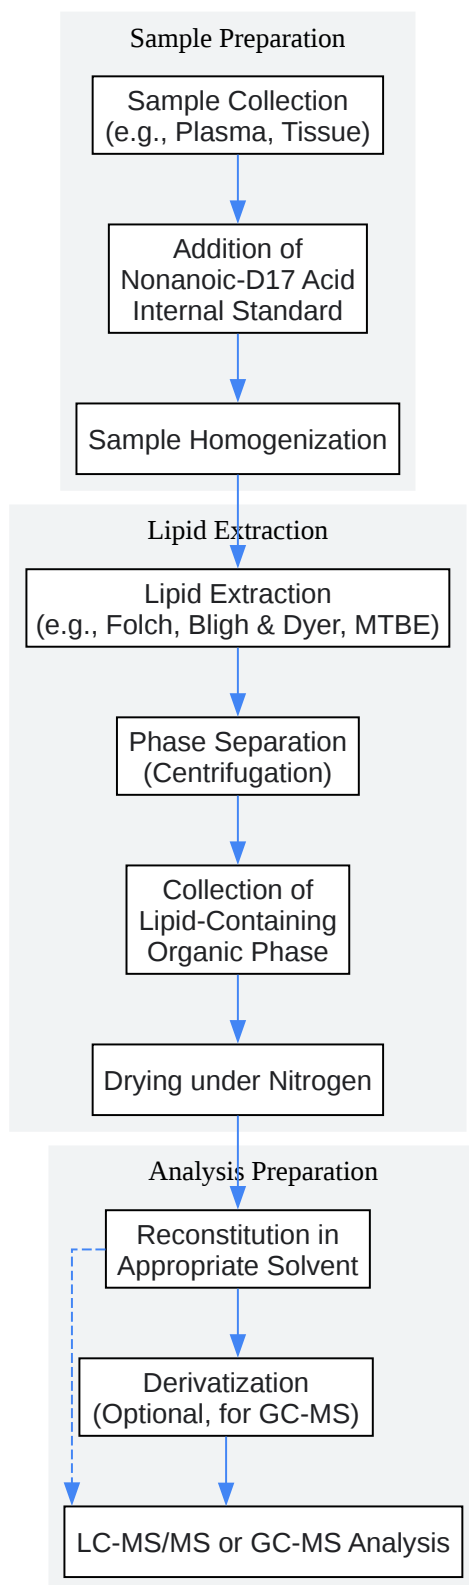 Sample Preparation
Sample Collection
(e.g., Plasma, Tissue)
Addition of
Nonanoic-D17 Acid
Internal Standard
Sample Homogenization
Lipid Extraction
Lipid Extraction
(e.g., Folch, Bligh & Dyer, MTBE)
Phase Separation
(Centrifugation)
Collection of
Lipid-Containing
Organic Phase
Drying under Nitrogen
Analysis Preparation
Reconstitution in
Appropriate Solvent
Derivatization
(Optional, for GC-MS)
LC-MS/MS or GC-MS Analysis